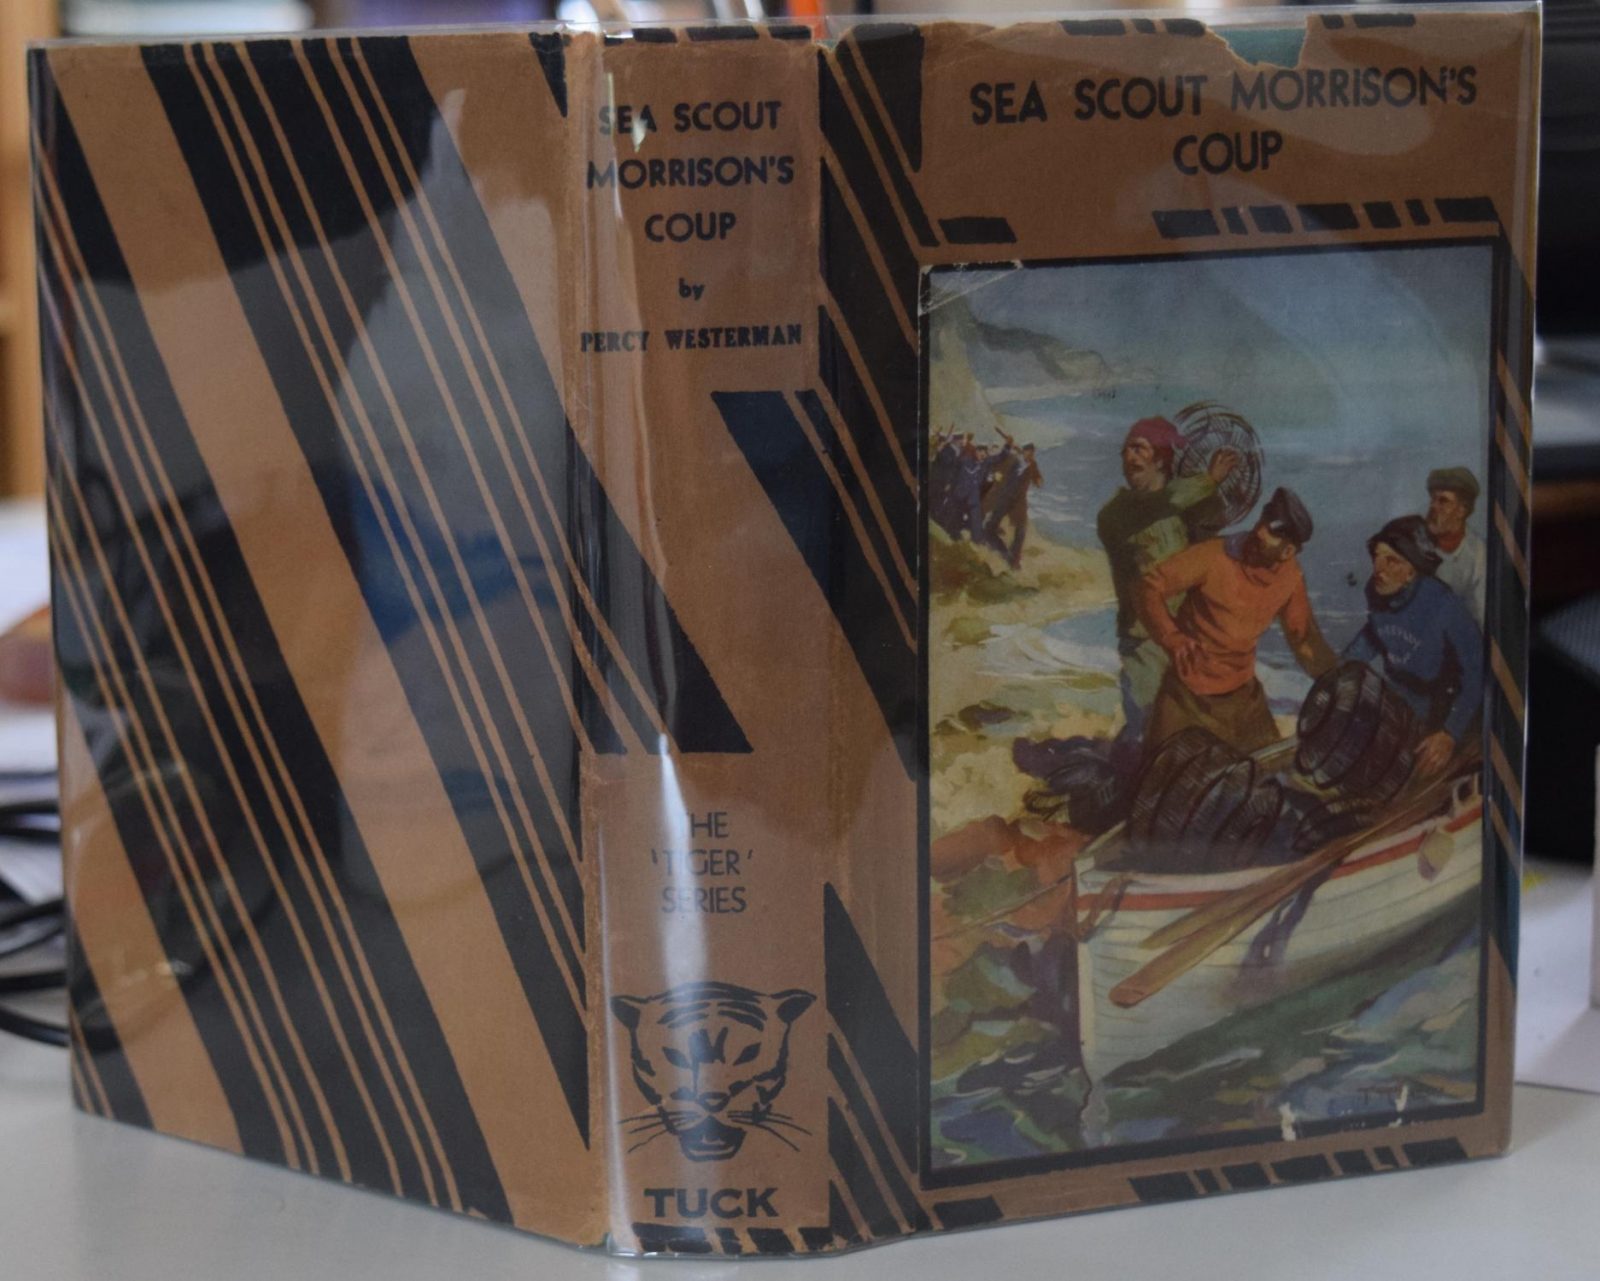 SEA SCOUT
MORRISON'S
COUP
by
PERCY WESTERMAN
THE
'TIGER'
SERIES
TUCK
SEA SCOUT MORRISON'S
COUP